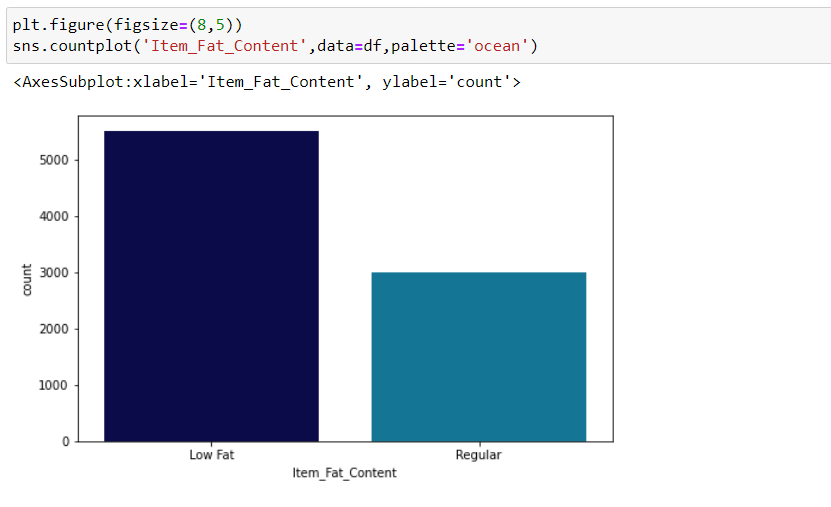 plt.figure(figsize=(8,5))
sns.countplot('Item_Fat_Content',data=df,palette='ocean')
<AxesSubplot:xlabel='Item_Fat_Content', ylabel='count'>
5000
4000
3000
2000
1000
0
count
Low Fat
Regular
Item_Fat_Content